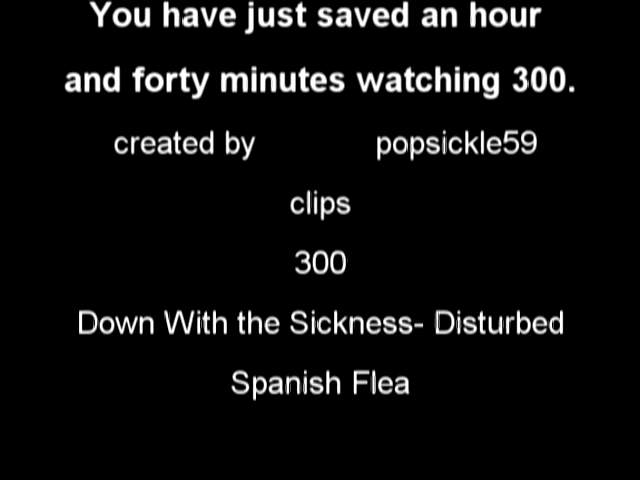 You have just saved an hour
and forty minutes watching 300.
created by popsickle59
clips
300
Down With the Sickness- Disturbed
Spanish Flea